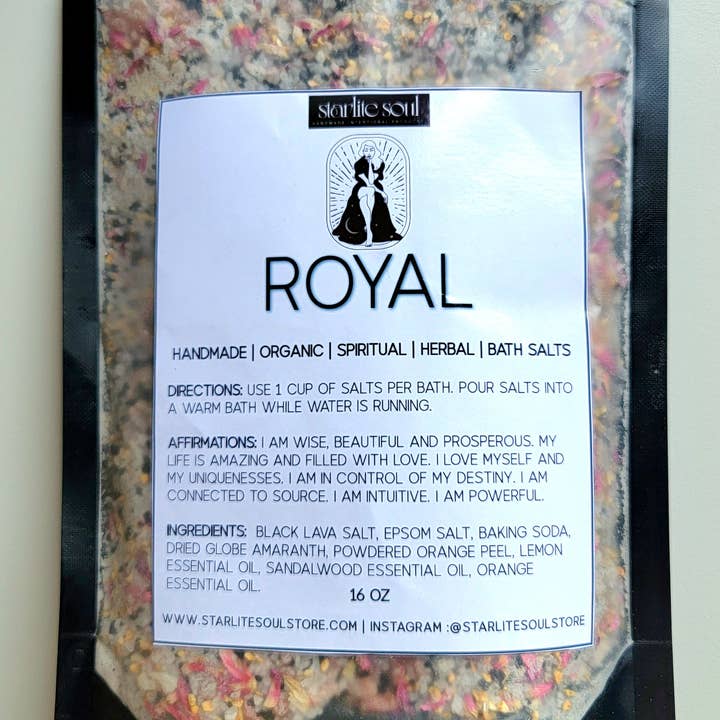 starlite soul
HANDMADE INTENTIONAL PRODUCTS
ROYAL
HANDMADE | ORGANIC | SPIRITUAL | HERBAL | BATH SALTS
DIRECTIONS: USE 1 CUP OF SALTS PER BATH. POUR SALTS INTO
A WARM BATH WHILE WATER IS RUNNING.
AFFIRMATIONS: I AM WISE, BEAUTIFUL AND PROSPEROUS. MY
LIFE IS AMAZING AND FILLED WITH LOVE. I LOVE MYSELF AND
MY UNIQUENESSES. I AM IN CONTROL OF MY DESTINY. I AM
CONNECTED TO SOURCE. I AM INTUITIVE. I AM POWERFUL.
INGREDIENTS: BLACK LAVA SALT, EPSOM SALT, BAKING SODA,
DRIED GLOBE AMARANTH, POWDERED ORANGE PEEL, LEMON
ESSENTIAL OIL, SANDALWOOD ESSENTIAL OIL, ORANGE
ESSENTIAL OIL.
16 OZ
WWW.STARLITESOULSTORE.COM | INSTAGRAM :@STARLITESOULSTORE